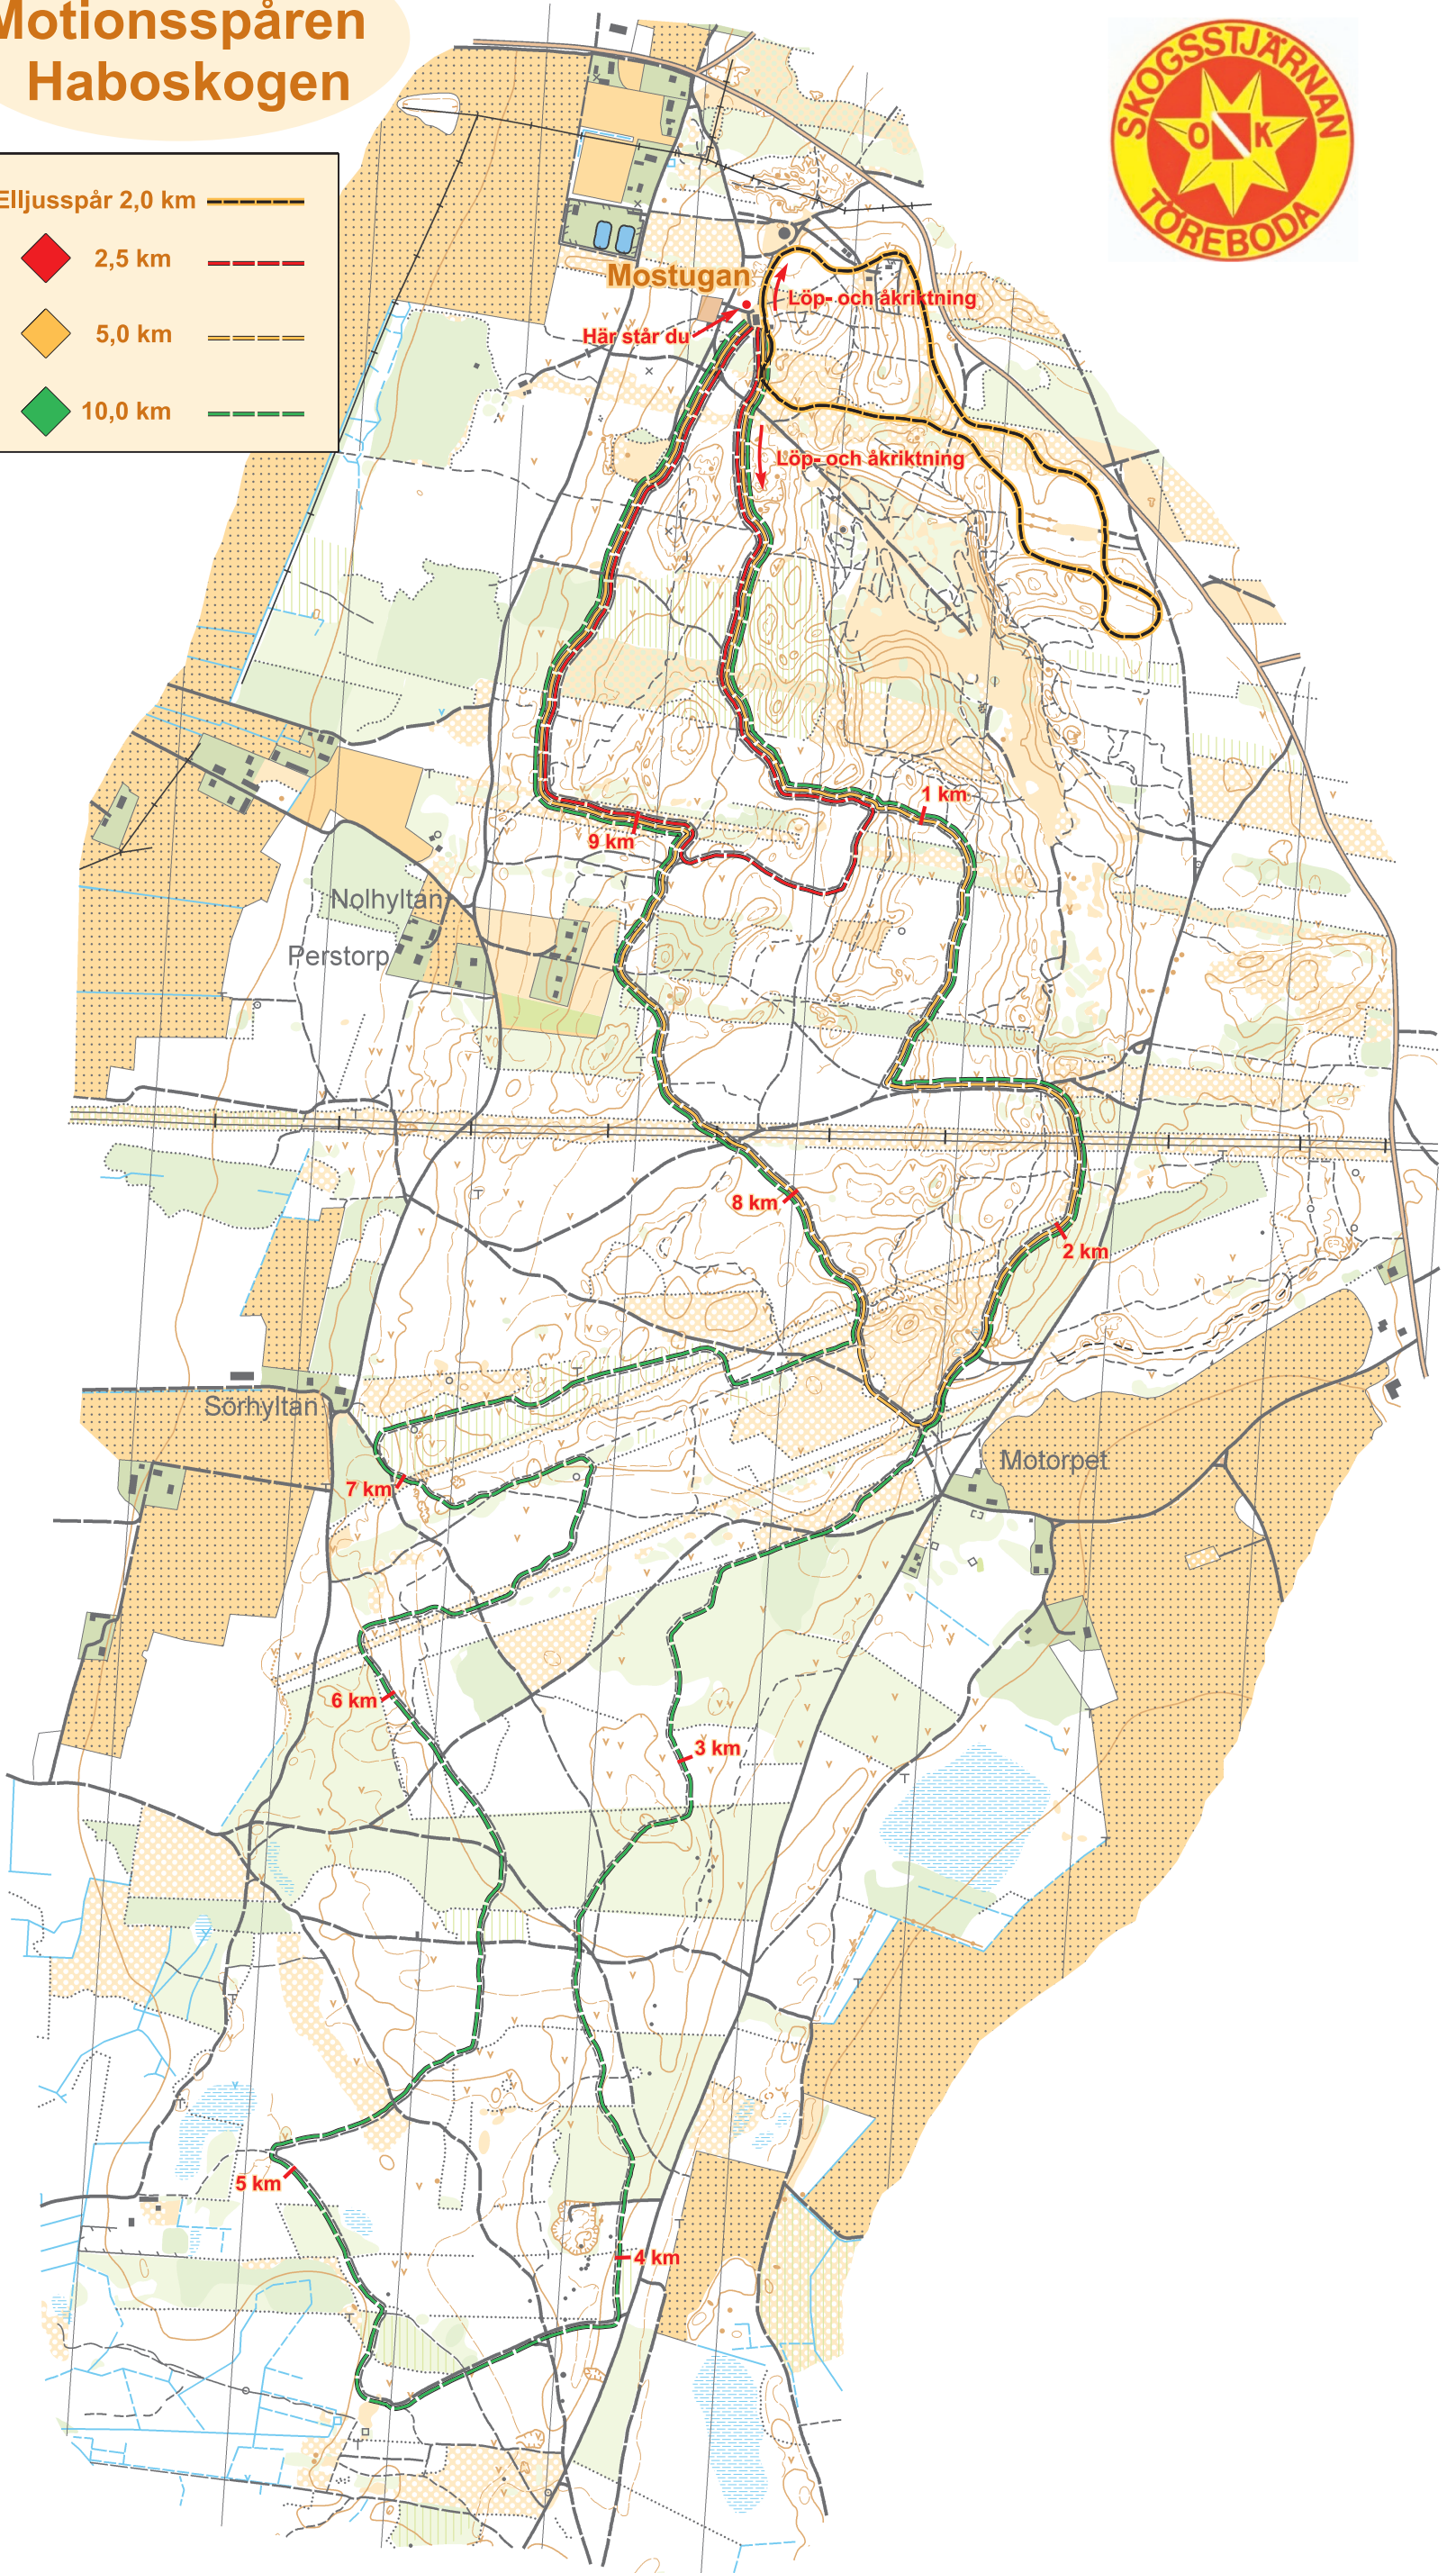 Motionsspåren
Haboskogen
Elljusspår 2,0 km
2,5 km
5,0 km
10,0 km
SKOGSSTJÄRNAN
O K
TÖREBODA
Mostugan
Löp- och åkriktning
Här står du
Löp- och åkriktning
1 km
9 km
Nolhyltan
Perstorp
8 km
2 km
Sörhyltan
Motorpet
7 km
6 km
3 km
5 km
4 km